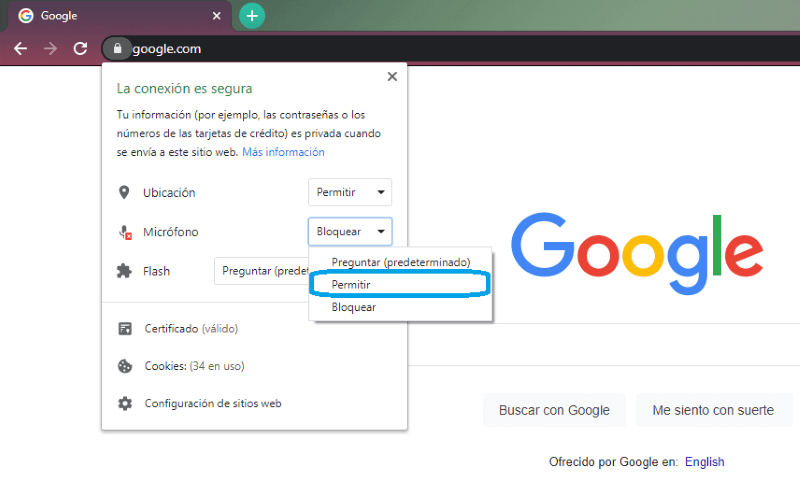 Google
google.com
La conexión es segura
Tu información (por ejemplo, las contraseñas o los
números de las tarjetas de crédito) es privada cuando
se envía a este sitio web. Más información
Ubicación Permitir
Micrófono Bloquear
Preguntar (predeterminado)
Flash Preguntar (prede
Permitir
Bloquear
Certificado (válido)
Cookies: (34 en uso)
Configuración de sitios web
Google
Buscar con Google Me siento con suerte
Ofrecido por Google en: English